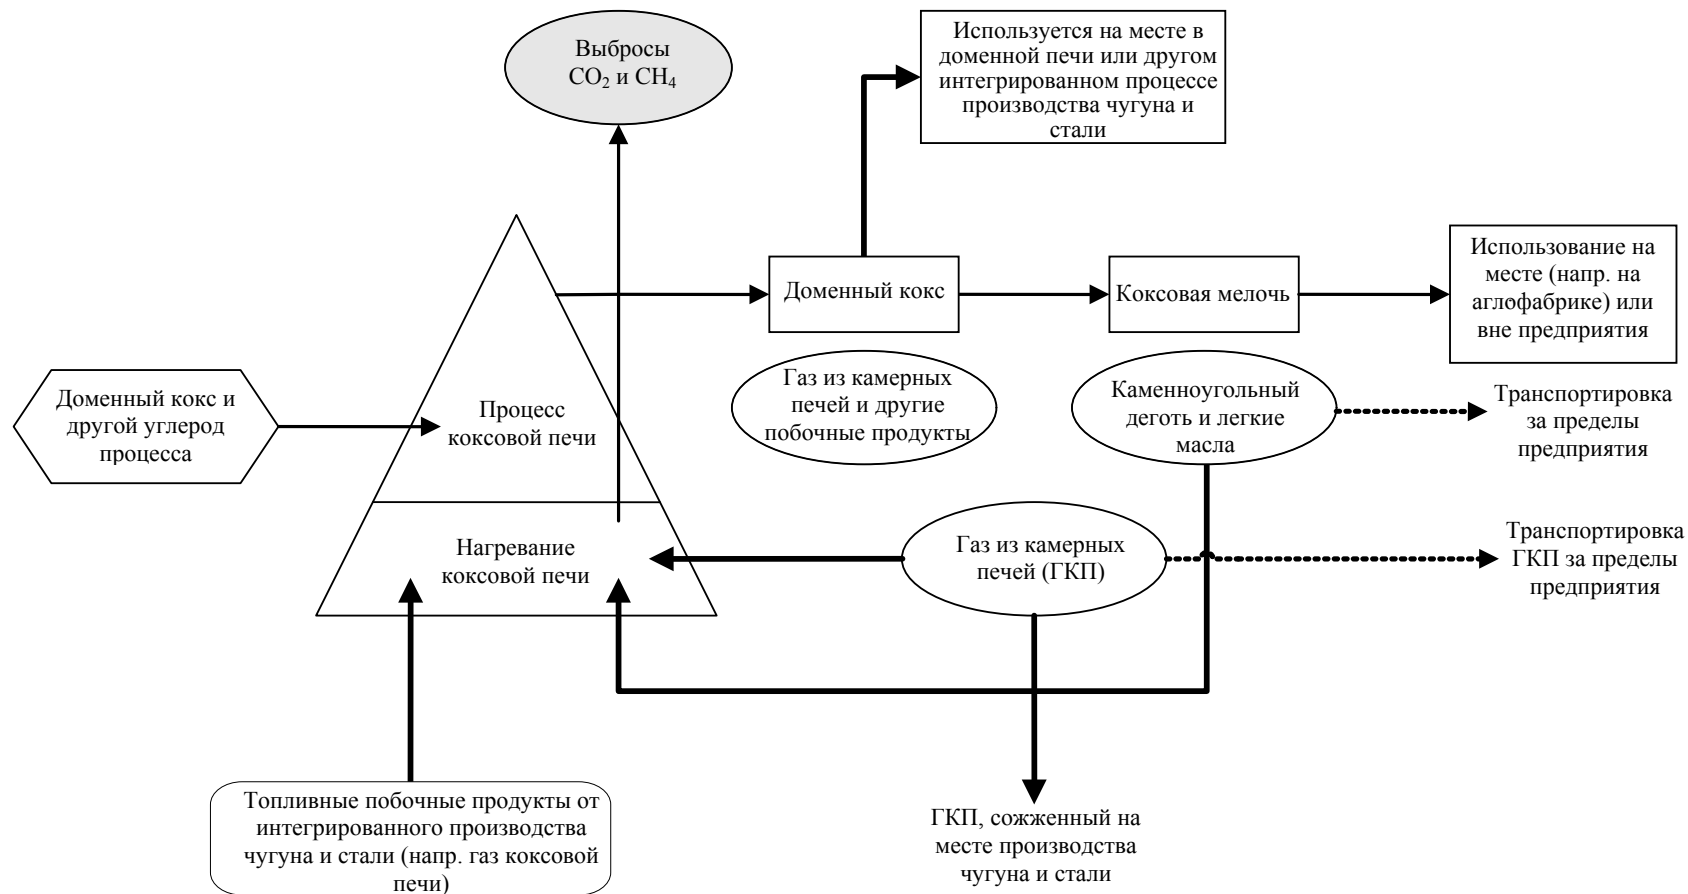 Выбросы
CO₂ и CH₄
Используется на месте в
доменной печи или другом
интегрированном процессе
производства чугуна и
стали
Доменный кокс
Коксовая мелочь
Использование на
месте (напр. на
аглофабрике) или
вне предприятия
Доменный кокс и
другой углерод
процесса
Процесс
коксовой печи
Газ из камерных
печей и другие
побочные продукты
Каменноугольный
деготь и легкие
масла
Транспортировка
за пределы
предприятия
Нагревание
коксовой печи
Газ из камерных
печей (ГКП)
Транспортировка
ГКП за пределы
предприятия
Топливные побочные продукты от
интегрированного производства
чугуна и стали (напр. газ коксовой
печи)
ГКП, сожженный на
месте производства
чугуна и стали